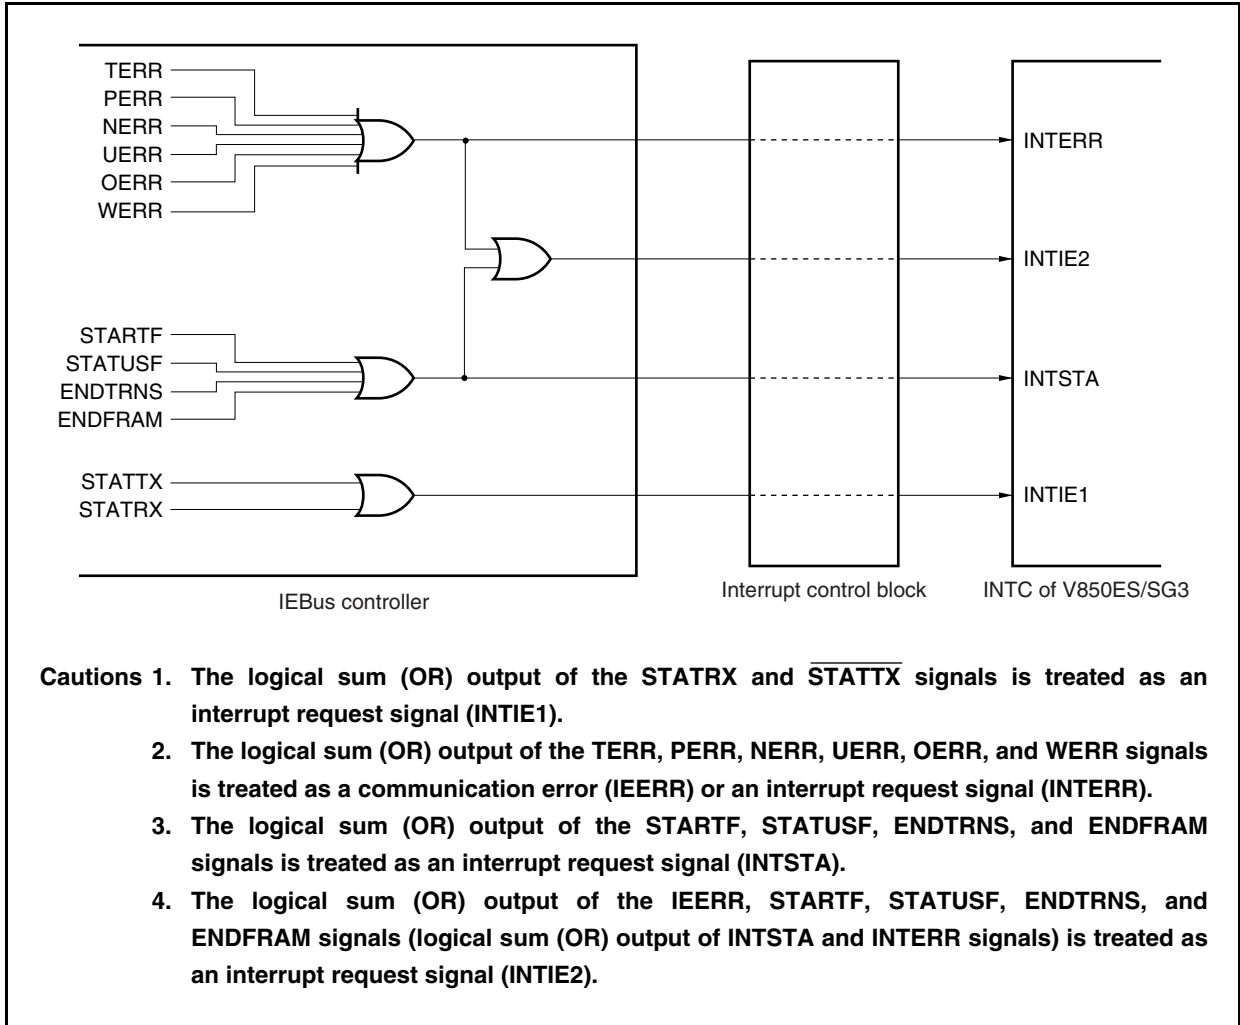 TERR
PERR
NERR
UERR
OERR
WERR
INTERR
INTIE2
STARTF
STATUSF
ENDTRNS
ENDFRAM
INTSTA
STATTX
STATRX
INTIE1
IEBus controller
Interrupt control block
INTC of V850ES/SG3
Cautions 1. The logical sum (OR) output of the STATRX and S̅T̅A̅T̅T̅X̅ signals is treated as an
interrupt request signal (INTIE1).
2. The logical sum (OR) output of the TERR, PERR, NERR, UERR, OERR, and WERR signals
is treated as a communication error (IEERR) or an interrupt request signal (INTERR).
3. The logical sum (OR) output of the STARTF, STATUSF, ENDTRNS, and ENDFRAM
signals is treated as an interrupt request signal (INTSTA).
4. The logical sum (OR) output of the IEERR, STARTF, STATUSF, ENDTRNS, and
ENDFRAM signals (logical sum (OR) output of INTSTA and INTERR signals) is treated as
an interrupt request signal (INTIE2).